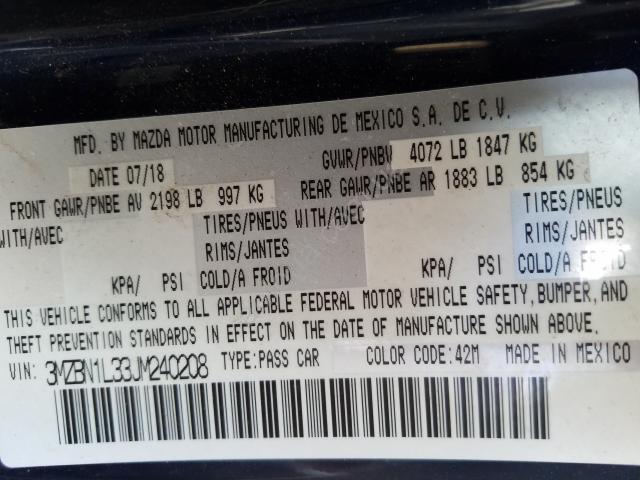 MFD. BY MAZDA MOTOR MANUFACTURING DE MEXICO S.A. DE C.V.
DATE 07/18 GVWR/PNBV 4072 LB 1847 KG
FRONT GAWR/PNBE AV 2198 LB 997 KG REAR GAWR/PNBE AR 1883 LB 854 KG
WITH/AVEC TIRES/PNEUS WITH/AVEC TIRES/PNEUS
RIMS/JANTES RIMS/JANTES
KPA/ PSI COLD/A FROID KPA/ PSI COLD/A FROID
THIS VEHICLE CONFORMS TO ALL APPLICABLE FEDERAL MOTOR VEHICLE SAFETY, BUMPER, AND
THEFT PREVENTION STANDARDS IN EFFECT ON THE DATE OF MANUFACTURE SHOWN ABOVE.
VIN: 3MZBN1L33JM240208 TYPE:PASS CAR COLOR CODE:42M MADE IN MEXICO